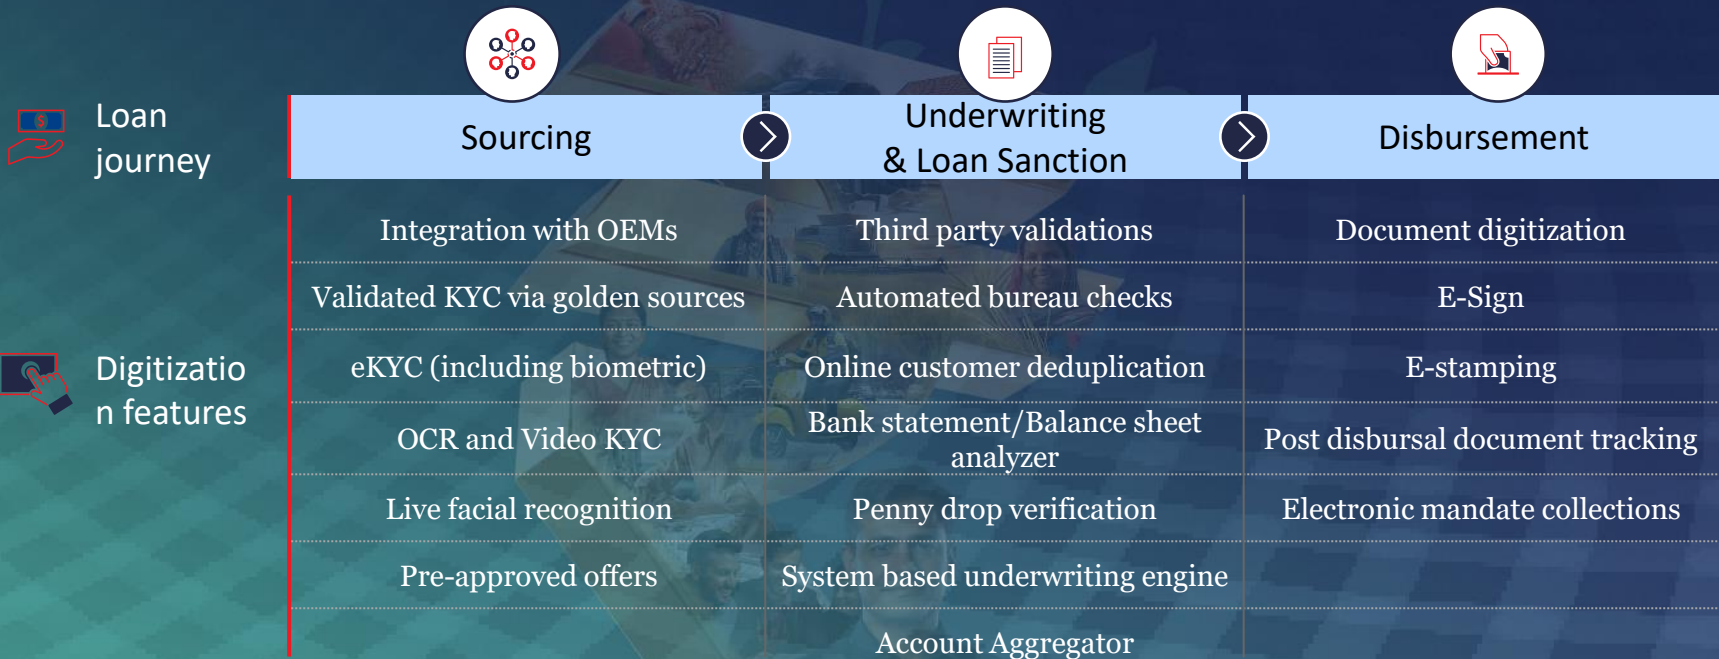 Loan
journey
Sourcing
Underwriting
& Loan Sanction
Disbursement
Digitizatio
n features
Integration with OEMs
Third party validations
Document digitization
Validated KYC via golden sources
Automated bureau checks
E-Sign
eKYC (including biometric)
Online customer deduplication
E-stamping
OCR and Video KYC
Bank statement/Balance sheet
analyzer
Post disbursal document tracking
Live facial recognition
Penny drop verification
Electronic mandate collections
Pre-approved offers
System based underwriting engine
Account Aggregator